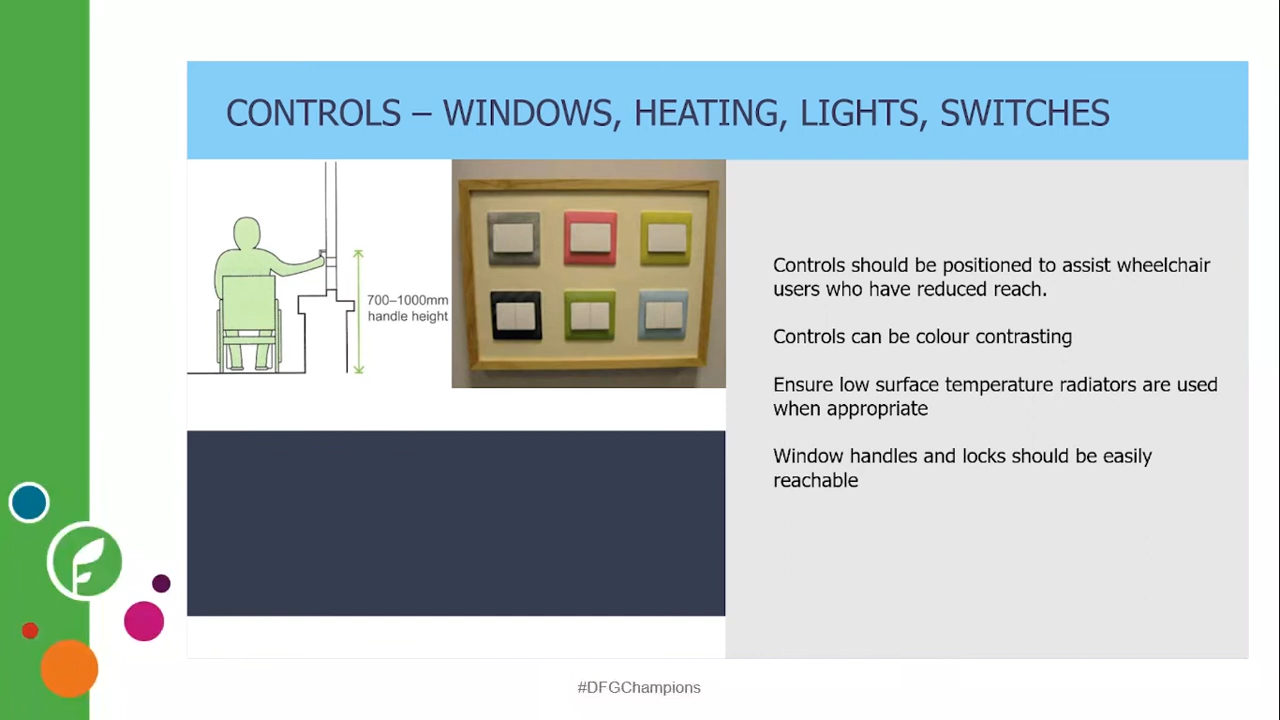 CONTROLS – WINDOWS, HEATING, LIGHTS, SWITCHES
700–1000mm
handle height
Controls should be positioned to assist wheelchair
users who have reduced reach.
Controls can be colour contrasting
Ensure low surface temperature radiators are used
when appropriate
Window handles and locks should be easily
reachable
#DFGChampions